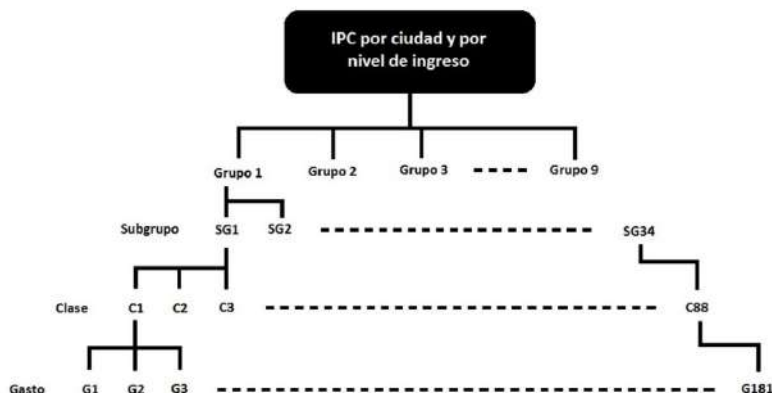 IPC por ciudad y por
nivel de ingreso
Grupo 1 Grupo 2 Grupo 3 Grupo 9
Subgrupo SG1 SG2 SG34
Clase C1 C2 C3 C88
Gasto G1 G2 G3 G181